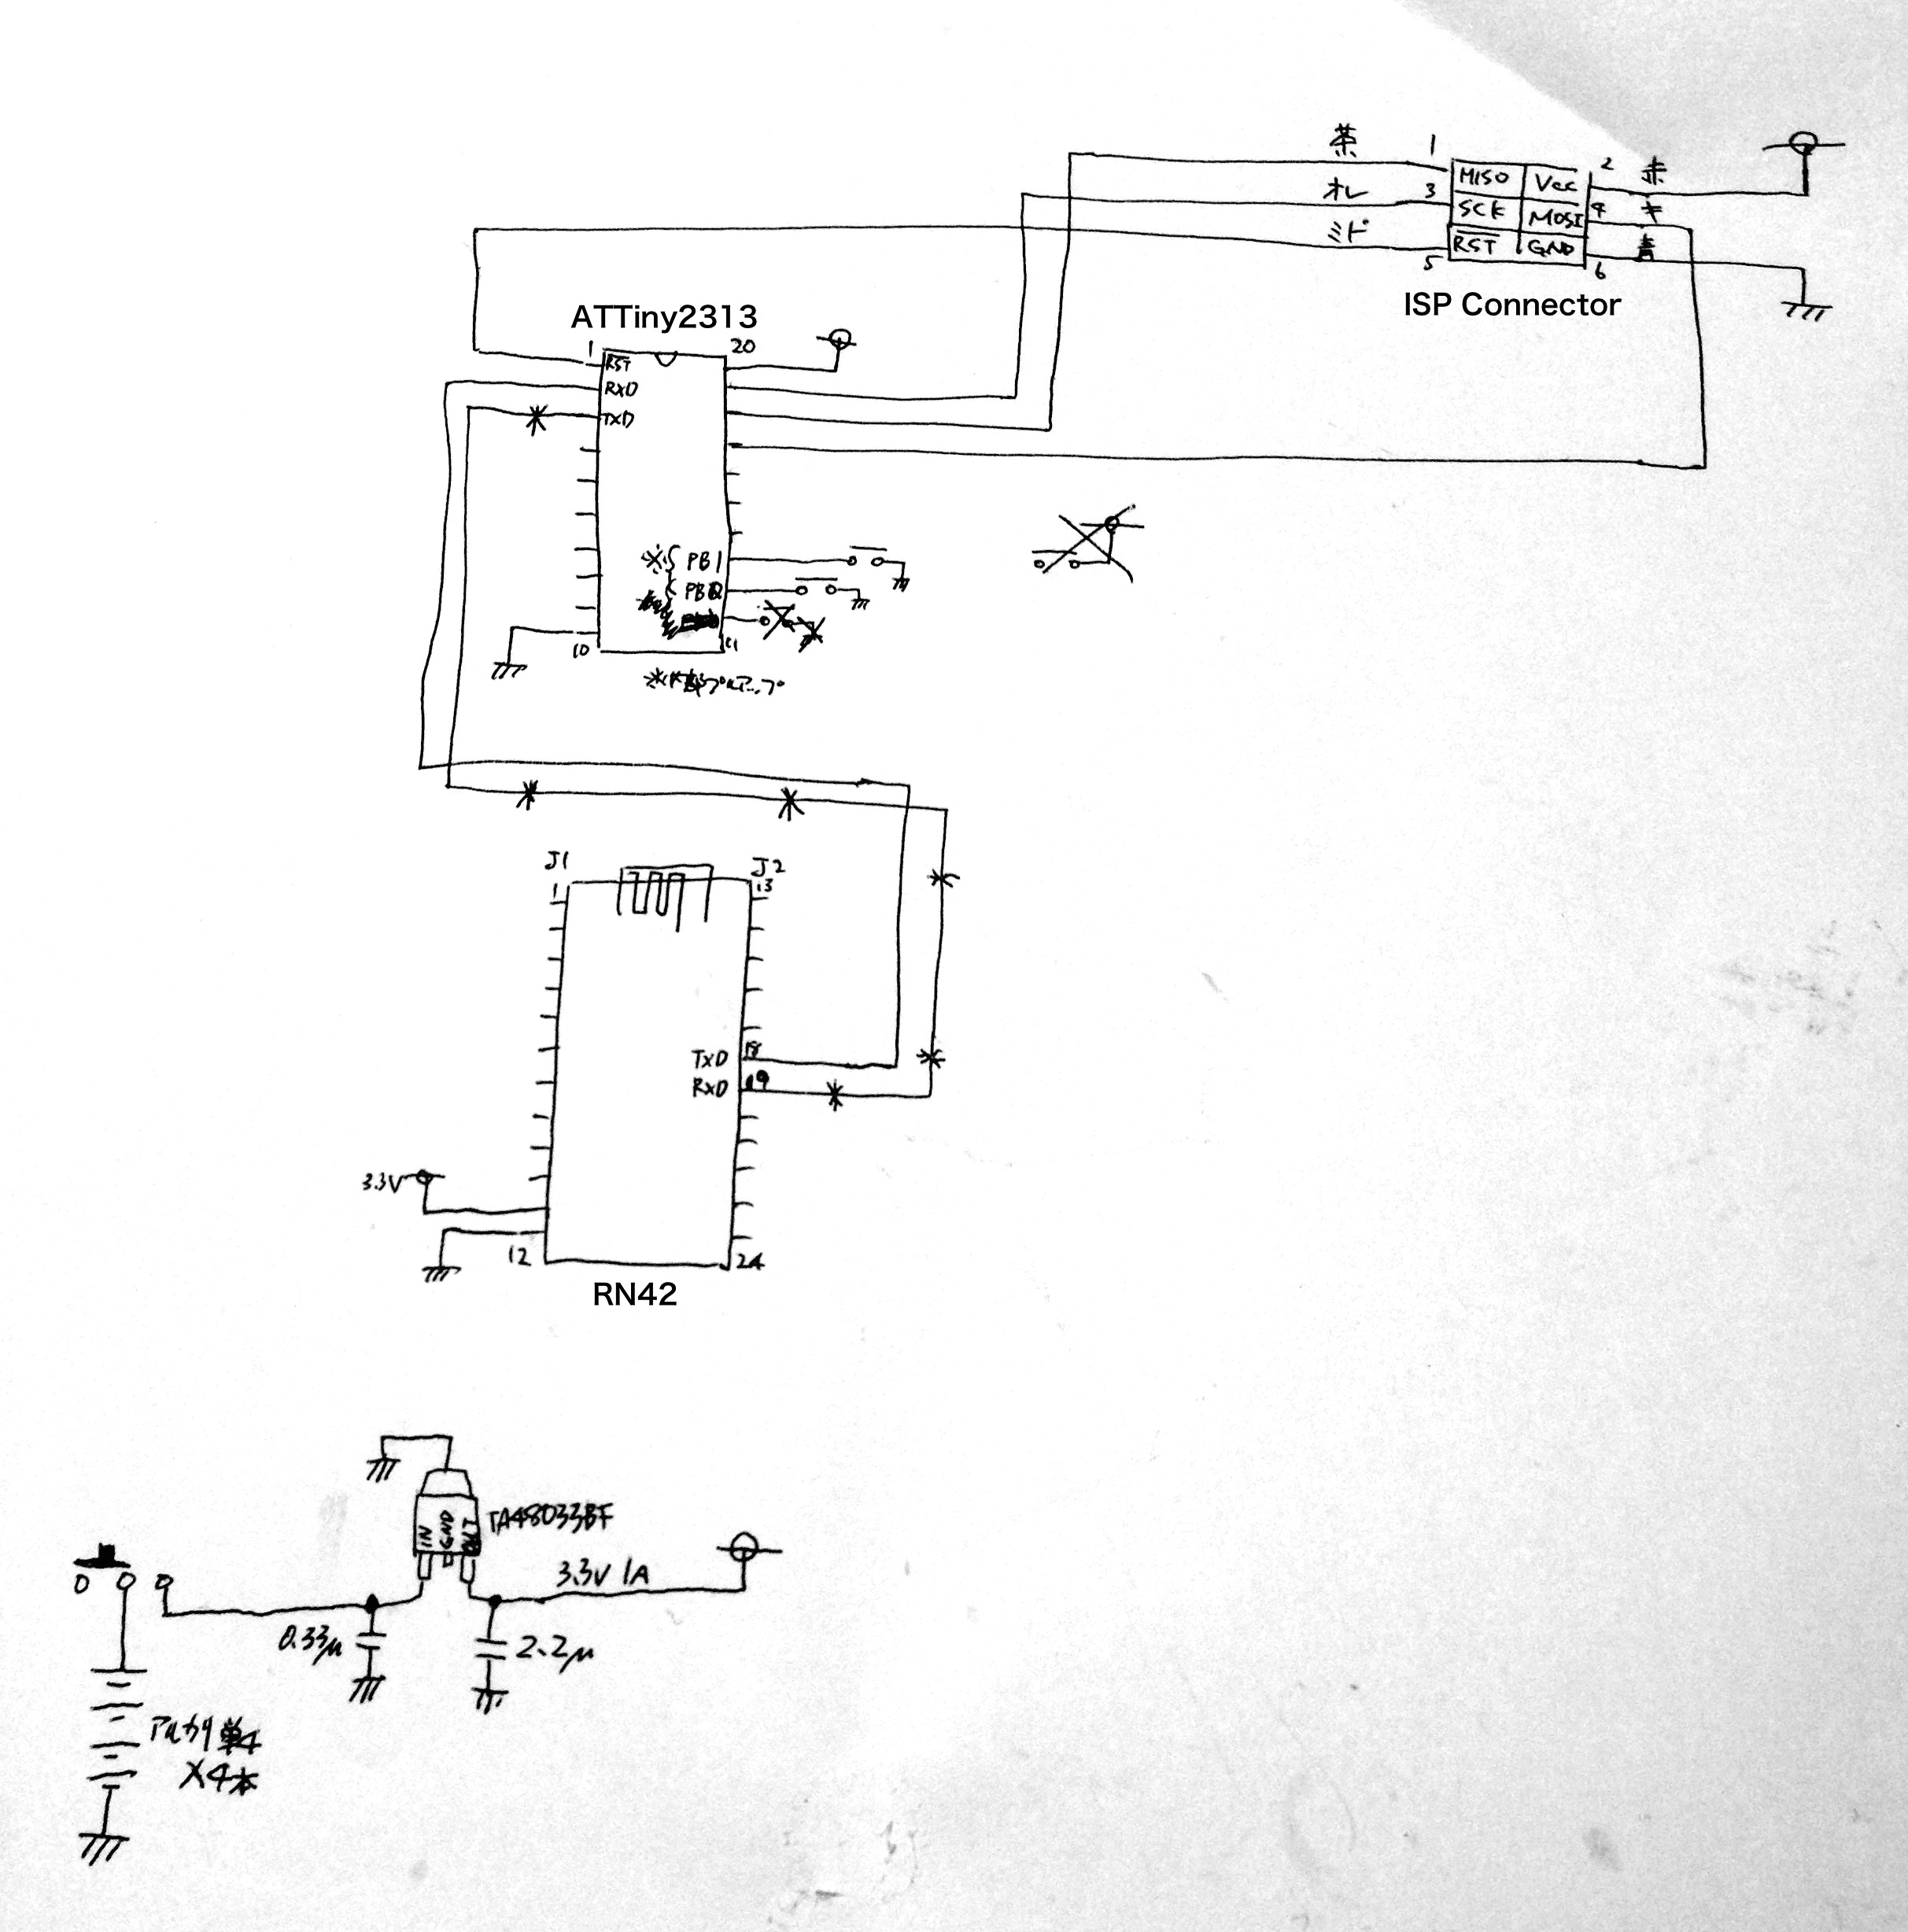 茶 1 2 赤
MISO Vcc
オレ 3 4 キ
SCK MOSI
ミド
RST GND
5 6 青
ISP Connector
ATTiny2313
1 20
RST
RXD
TXD
※ PB1
PB0
10 11
※内部プルアップ
J1 J2
1 13
TXD 18
RXD 19
3.3V
12 24
RN42
TA48033BF
IN GND OUT
3.3V 1A
0.33μ 2.2μ
アルカリ単4
×4本